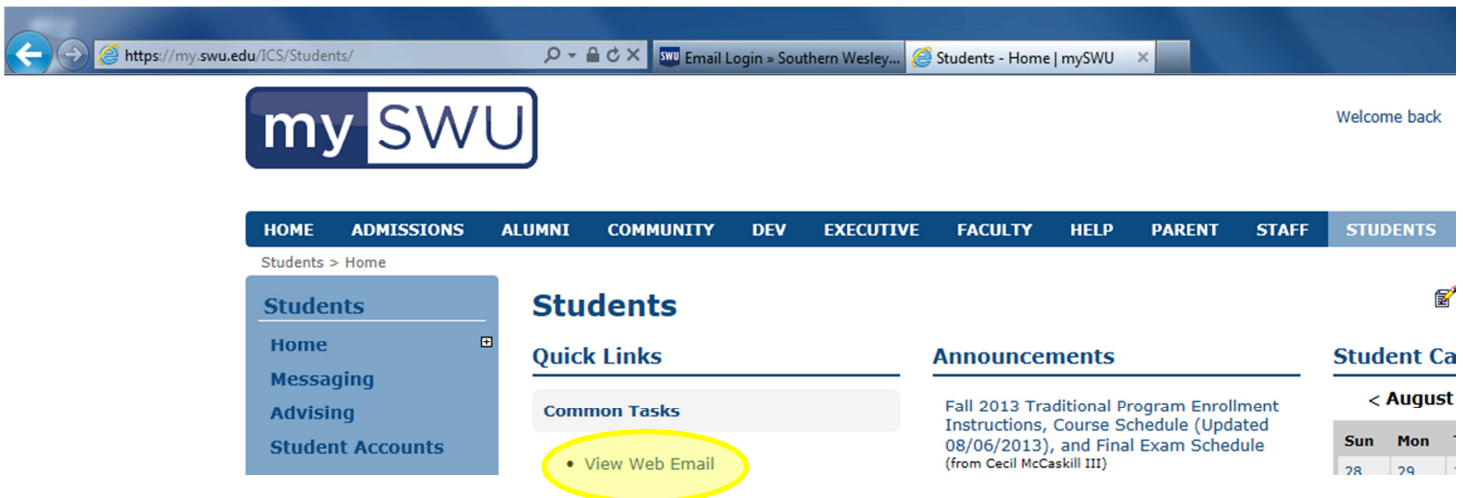 https://my.swu.edu/ICS/Students/
SWU Email Login » Southern Wesley...
Students - Home | mySWU
my SWU
Welcome back
HOME ADMISSIONS ALUMNI COMMUNITY DEV EXECUTIVE FACULTY HELP PARENT STAFF STUDENTS
Students > Home
Students
Home
Messaging
Advising
Student Accounts
Students
Quick Links
Common Tasks
• View Web Email
Announcements
Fall 2013 Traditional Program Enrollment
Instructions, Course Schedule (Updated
08/06/2013), and Final Exam Schedule
(from Cecil McCaskill III)
Student Ca
< August
Sun Mon
28 29